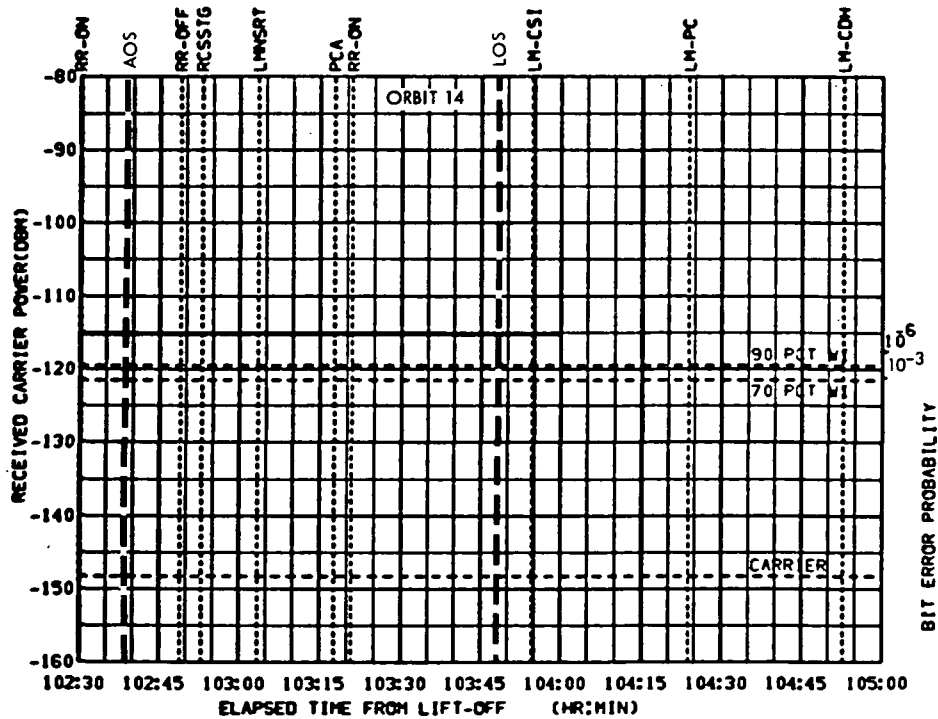 RR-ON
AOS
RR-OFF
RCSSTG
LMNSRT
PCA
RR-ON
LOS
LM-CSI
LM-PC
LM-CDH
ORBIT 14
RECEIVED CARRIER POWER(DBM)
-80
-90
-100
-110
-120
-130
-140
-150
-160
10^-6
90 PCT WI
10^-3
70 PCT WI
CARRIER
BIT ERROR PROBABILITY
102:30 102:45 103:00 103:15 103:30 103:45 104:00 104:15 104:30 104:45 105:00
ELAPSED TIME FROM LIFT-OFF (HR:MIN)